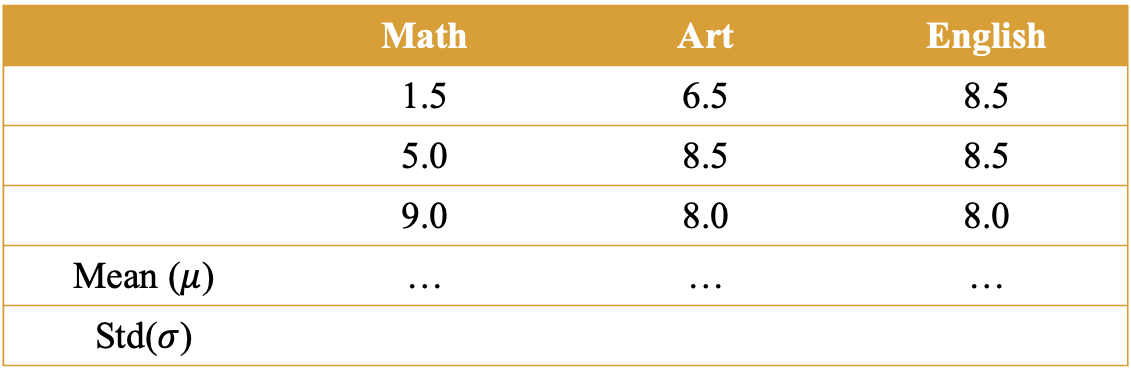 Math Art English
1.5 6.5 8.5
5.0 8.5 8.5
9.0 8.0 8.0
Mean (μ) … … …
Std(σ)